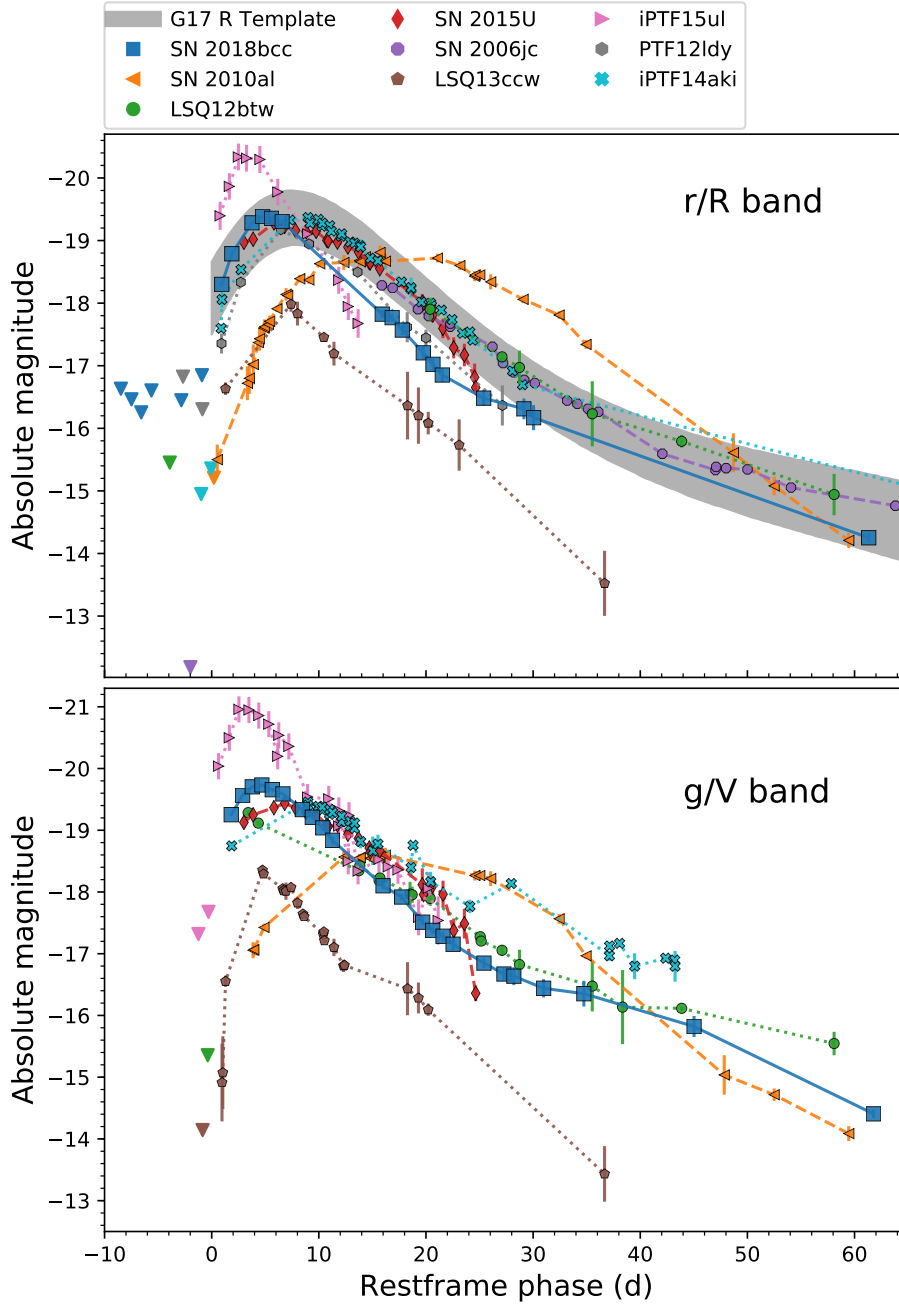 G17 R Template
SN 2018bcc
SN 2010al
LSQ12btw
SN 2015U
SN 2006jc
LSQ13ccw
iPTF15ul
PTF12ldy
iPTF14aki
r/R band
Absolute magnitude
−20
−19
−18
−17
−16
−15
−14
−13
g/V band
Absolute magnitude
−21
−20
−19
−18
−17
−16
−15
−14
−13
−10
0
10
20
30
40
50
60
Restframe phase (d)